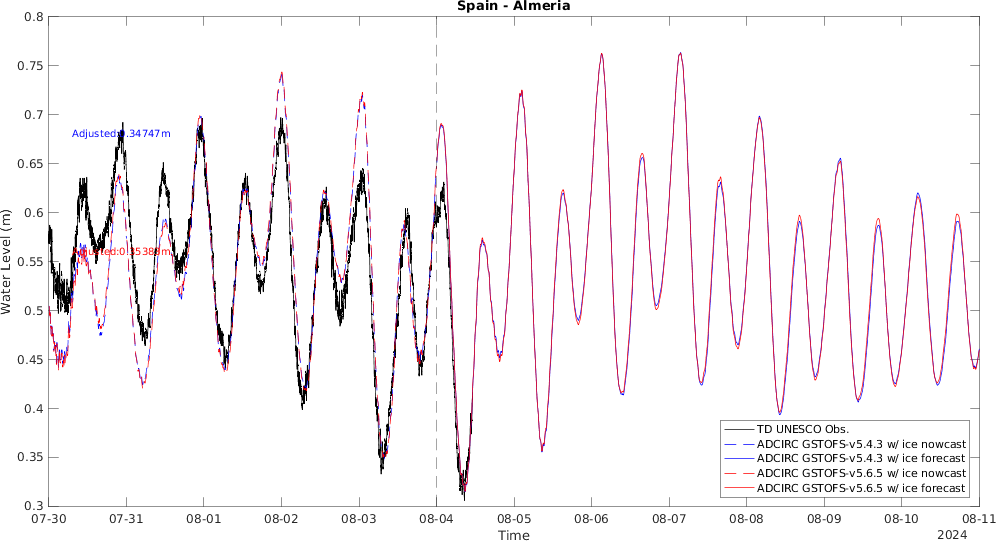 Spain - Almeria
0.8
0.75
0.7
0.65
0.6
0.55
0.5
0.45
0.4
0.35
0.3
Water Level (m)
Adjusted:0.34747m
07-30
07-31
08-01
08-02
08-03
08-04
08-05
08-06
08-07
08-08
08-09
08-10
08-11
Time
2024
TD UNESCO Obs.
ADCIRC GSTOFS-v5.4.3 w/ ice nowcast
ADCIRC GSTOFS-v5.4.3 w/ ice forecast
ADCIRC GSTOFS-v5.6.5 w/ ice nowcast
ADCIRC GSTOFS-v5.6.5 w/ ice forecast